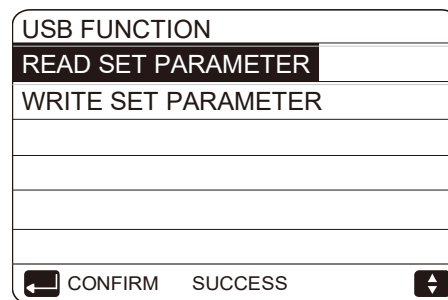 USB FUNCTION
READ SET PARAMETER
WRITE SET PARAMETER
CONFIRM SUCCESS